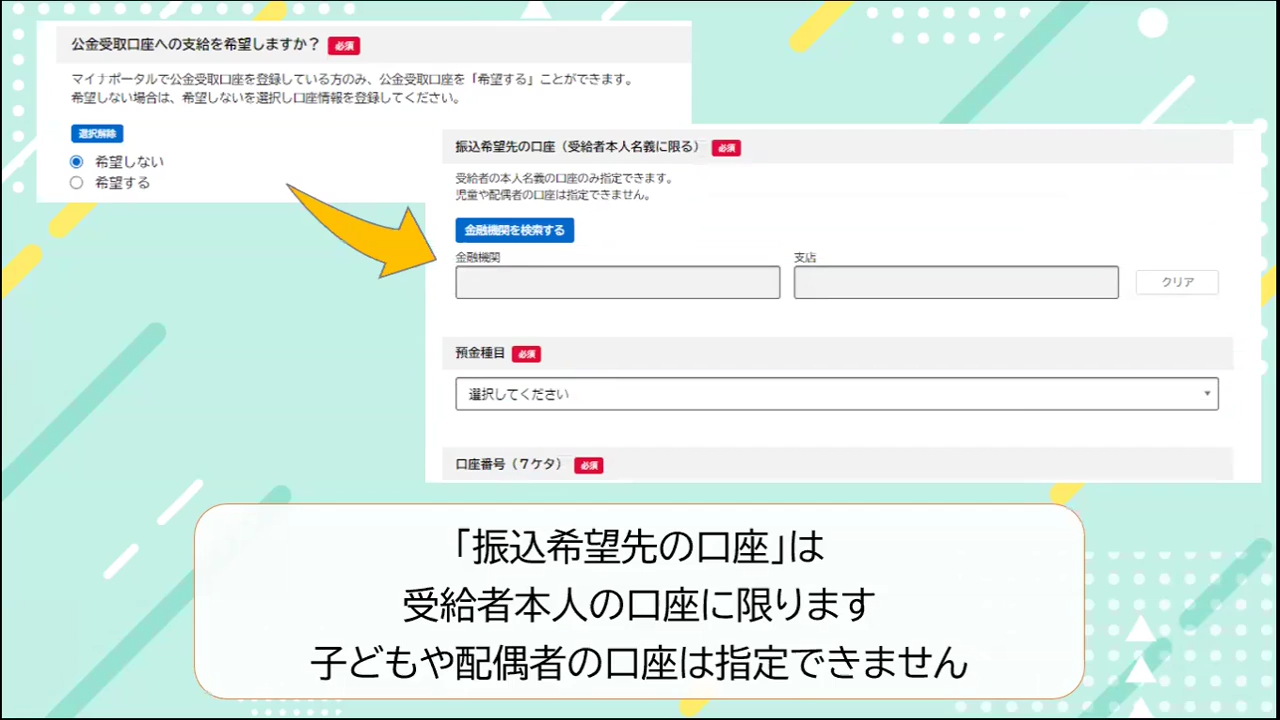 公金受取口座への支給を希望しますか？ 必須
マイナポータルで公金受取口座を登録している方のみ、公金受取口座を「希望する」ことができます。
希望しない場合は、希望しないを選択し口座情報を登録してください。
選択解除
希望しない
希望する
振込希望先の口座（受給者本人名義に限る） 必須
受給者の本人名義の口座のみ指定できます。
児童や配偶者の口座は指定できません。
金融機関を検索する
金融機関 支店
クリア
預金種目 必須
選択してください
口座番号（７ケタ） 必須
「振込希望先の口座」は
受給者本人の口座に限ります
子どもや配偶者の口座は指定できません